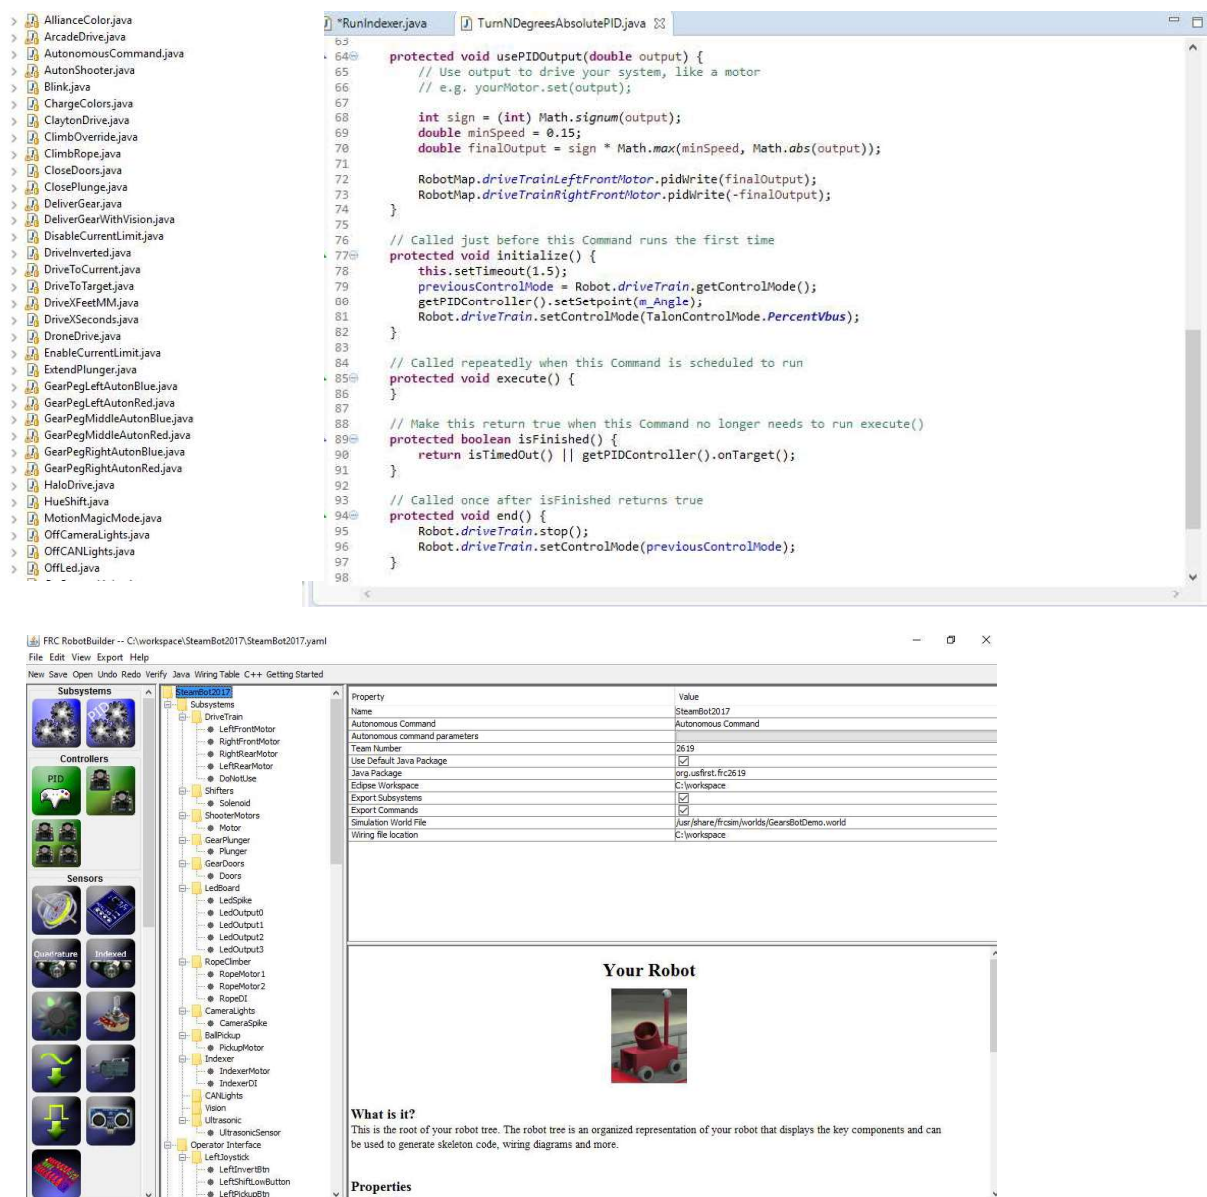 AllianceColor.java
ArcadeDrive.java
AutonomousCommand.java
AutonShooter.java
Blink.java
ChargeColors.java
ClaytonDrive.java
ClimbOverride.java
ClimbRope.java
CloseDoors.java
ClosePlunge.java
DeliverGear.java
DeliverGearWithVision.java
DisableCurrentLimit.java
DriveInverted.java
DriveToCurrent.java
DriveToTarget.java
DriveXFeetMM.java
DriveXSeconds.java
DroneDrive.java
EnableCurrentLimit.java
ExtendPlunger.java
GearPegLeftAutonBlue.java
GearPegLeftAutonRed.java
GearPegMiddleAutonBlue.java
GearPegMiddleAutonRed.java
GearPegRightAutonBlue.java
GearPegRightAutonRed.java
HaloDrive.java
HueShift.java
MotionMagicMode.java
OffCameraLights.java
OffCANLights.java
OffLed.java
*RunIndexer.java TurnNDegreesAbsolutePID.java
63
64 protected void usePIDOutput(double output) {
65 // Use output to drive your system, like a motor
66 // e.g. yourMotor.set(output);
67
68 int sign = (int) Math.signum(output);
69 double minSpeed = 0.15;
70 double finalOutput = sign * Math.max(minSpeed, Math.abs(output));
71
72 RobotMap.driveTrainLeftFrontMotor.pidWrite(finalOutput);
73 RobotMap.driveTrainRightFrontMotor.pidWrite(-finalOutput);
74 }
75
76 // Called just before this Command runs the first time
77 protected void initialize() {
78 this.setTimeout(1.5);
79 previousControlMode = Robot.driveTrain.getControlMode();
80 getPIDController().setSetpoint(m_Angle);
81 Robot.driveTrain.setControlMode(TalonControlMode.PercentVbus);
82 }
83
84 // Called repeatedly when this Command is scheduled to run
85 protected void execute() {
86 }
87
88 // Make this return true when this Command no longer needs to run execute()
89 protected boolean isFinished() {
90 return isTimedOut() || getPIDController().onTarget();
91 }
92
93 // Called once after isFinished returns true
94 protected void end() {
95 Robot.driveTrain.stop();
96 Robot.driveTrain.setControlMode(previousControlMode);
97 }
98
FRC RobotBuilder -- C:\workspace\SteamBot2017\SteamBot2017.yaml
File Edit View Export Help
New Save Open Undo Redo Verify Java Wiring Table C++ Getting Started
Subsystems
PID
Controllers
PID
Sensors
Quadrature Indexed
SteamBot2017
Subsystems
DriveTrain
LeftFrontMotor
RightFrontMotor
RightRearMotor
LeftRearMotor
DoNotUse
Shifters
Solenoid
ShooterMotors
Motor
GearPlunger
Plunger
GearDoors
Doors
LedBoard
LedSpike
LedOutput0
LedOutput1
LedOutput2
LedOutput3
RopeClimber
RopeMotor1
RopeMotor2
RopeDI
CameraLights
CameraSpike
BallPickup
PickupMotor
Indexer
IndexerMotor
IndexerDI
CANLights
Vision
Ultrasonic
UltrasonicSensor
Operator Interface
LeftJoystick
LeftInvertBtn
LeftShiftLowButton
LeftPickupBtn
Property Value
Name SteamBot2017
Autonomous Command Autonomous Command
Autonomous command parameters
Team Number 2619
Use Default Java Package
Java Package org.usfirst.frc2619
Eclipse Workspace C:\workspace
Export Subsystems
Export Commands
Simulation World File /usr/share/frcsim/worlds/GearsBotDemo.world
Wiring file location C:\workspace
Your Robot
What is it?
This is the root of your robot tree. The robot tree is an organized representation of your robot that displays the key components and can
be used to generate skeleton code, wiring diagrams and more.
Properties